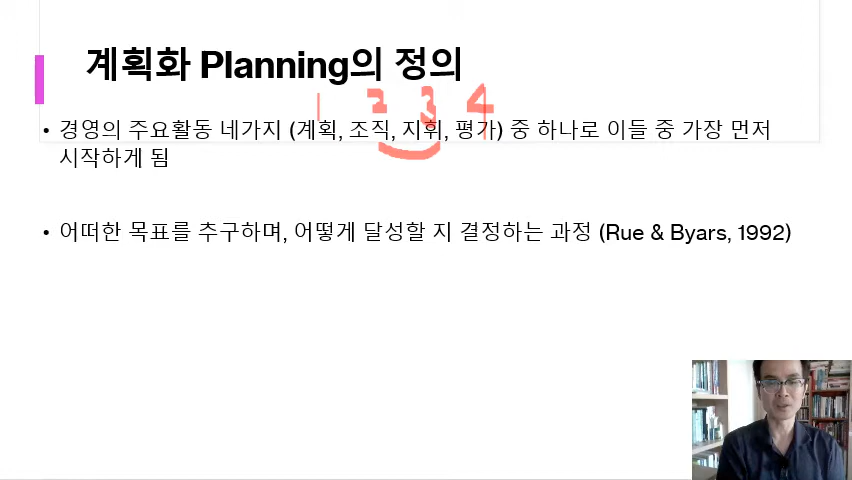 계획화 Planning의 정의
1 2 3 4
• 경영의 주요활동 네가지 (계획, 조직, 지휘, 평가) 중 하나로 이들 중 가장 먼저
시작하게 됨
• 어떠한 목표를 추구하며, 어떻게 달성할 지 결정하는 과정 (Rue & Byars, 1992)